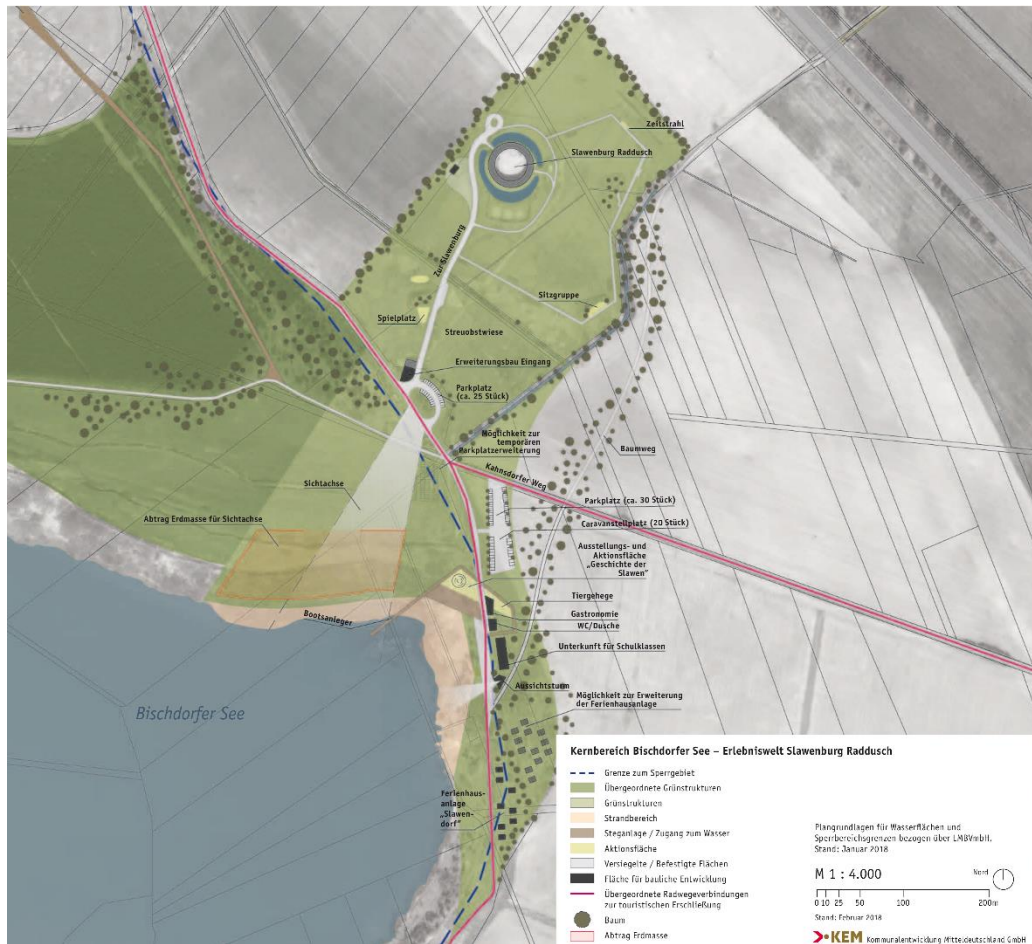 Zeitstrahl
Slawenburg Raddusch
Zur Slawenburg
Sitzgruppe
Spielplatz
Streuobstwiese
Erweiterungsbau Eingang
Parkplatz
(ca. 25 Stück)
Möglichkeit zur
temporären
Parkplatzerweiterung
Baumweg
Kahnsdorfer Weg
Sichtachse
Parkplatz (ca. 30 Stück)
Abtrag Erdmasse für Sichtachse
Caravanstellplatz (20 Stück)
Ausstellungs- und
Aktionsfläche
„Geschichte der
Slawen“
Tiergehege
Bootsanleger
Gastronomie
WC/Dusche
Unterkunft für Schulklassen
Aussichtsturm
Möglichkeit zur Erweiterung
der Ferienhausanlage
Bischdorfer See
Ferienhaus-
anlage
„Slawen-
dorf“
Kernbereich Bischdorfer See – Erlebniswelt Slawenburg Raddusch
Grenze zum Sperrgebiet
Übergeordnete Grünstrukturen
Grünstrukturen
Strandbereich
Steganlage / Zugang zum Wasser
Aktionsfläche
Versiegelte / Befestigte Flächen
Fläche für bauliche Entwicklung
Übergeordnete Radwegeverbindungen
zur touristischen Erschließung
Baum
Abtrag Erdmasse
Plangrundlagen für Wasserflächen und
Sperrbereichsgrenzen bezogen über LMBVmbH.
Stand: Januar 2018
M 1 : 4.000
Nord
0 10 25 50 100 200m
Stand: Februar 2018
KEM Kommunalentwicklung Mitteldeutschland GmbH